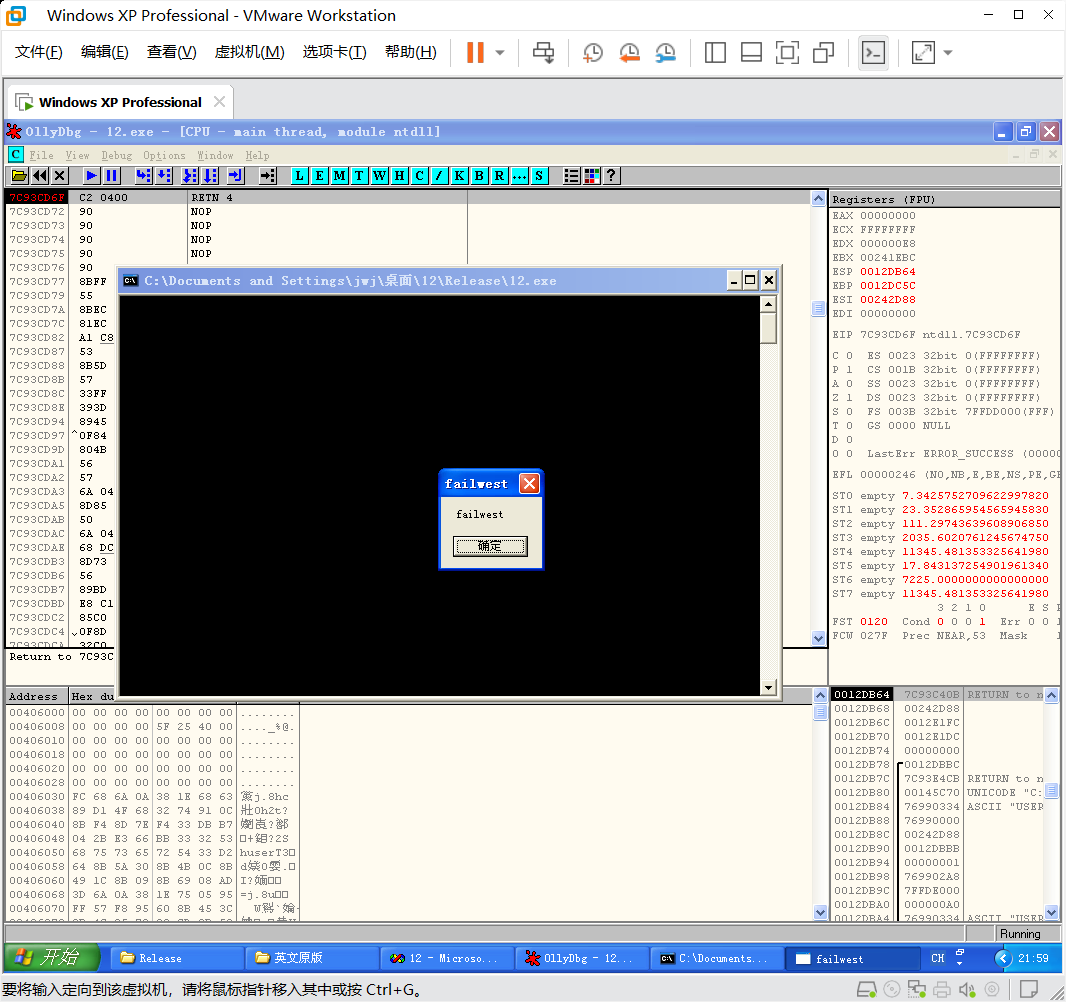 Windows XP Professional - VMware Workstation
文件(F) 编辑(E) 查看(V) 虚拟机(M) 选项卡(T) 帮助(H)
Windows XP Professional
OllyDbg - 12.exe - [CPU - main thread, module ntdll]
C File View Debug Options Window Help
L E M T W H C / K B R ... S ?
7C93CD6F C2 0400 RETN 4
7C93CD72 90 NOP
7C93CD73 90 NOP
7C93CD74 90 NOP
7C93CD75 90 NOP
7C93CD76 90
7C93CD77 8BFF
7C93CD79 55
7C93CD7A 8BEC
7C93CD7C 81EC
7C93CD82 A1 C8
7C93CD87 53
7C93CD88 8B5D
7C93CD8B 57
7C93CD8C 33FF
7C93CD8E 393D
7C93CD94 8945
7C93CD97 ^0F84
7C93CD9D 804B
7C93CDA1 56
7C93CDA2 57
7C93CDA3 6A 04
7C93CDA5 8D85
7C93CDAB 50
7C93CDAC 6A 04
7C93CDAE 68 DC
7C93CDB3 8D73
7C93CDB6 56
7C93CDB7 89BD
7C93CDBD E8 C1
7C93CDC2 85C0
7C93CDC4 0F8D
7C93CDCA 32C0
Return to 7C93C
C:\Documents and Settings\jwj\桌面\12\Release\12.exe
failwest
failwest
确定
Registers (FPU)
EAX 00000000
ECX FFFFFFFF
EDX 000000E8
EBX 00241EBC
ESP 0012DB64
EBP 0012DC5C
ESI 00242D88
EDI 00000000
EIP 7C93CD6F ntdll.7C93CD6F
C 0 ES 0023 32bit 0(FFFFFFFF)
P 1 CS 001B 32bit 0(FFFFFFFF)
A 0 SS 0023 32bit 0(FFFFFFFF)
Z 1 DS 0023 32bit 0(FFFFFFFF)
S 0 FS 003B 32bit 7FFDD000(FFF)
T 0 GS 0000 NULL
D 0
O 0 LastErr ERROR_SUCCESS (00000
EFL 00000246 (NO,NB,E,BE,NS,PE,GE
ST0 empty 7.3425752709622997820
ST1 empty 23.352865954565945830
ST2 empty 111.29743639608906850
ST3 empty 2035.6020761245674750
ST4 empty 11345.481353325641980
ST5 empty 17.843137254901961340
ST6 empty 7225.0000000000000000
ST7 empty 11345.481353325641980
3 2 1 0 E S P
FST 0120 Cond 0 0 0 1 Err 0 0
FCW 027F Prec NEAR,53 Mask
Address Hex du
00406000 00 00 00 00 00 00 00 00 ........
00406008 00 00 00 00 5F 25 40 00 ...._%@.
00406010 00 00 00 00 00 00 00 00 ........
00406018 00 00 00 00 00 00 00 00 ........
00406020 00 00 00 00 00 00 00 00 ........
00406028 00 00 00 00 00 00 00 00 ........
00406030 FC 68 6A 0A 38 1E 68 63
00406038 89 D1 4F 68 32 74 91 0C
00406040 8B F4 8D 7E F4 33 DB B7
00406048 04 2B E3 66 BB 33 32 53
00406050 68 75 73 65 72 54 33 D2 huserT3
00406058 64 8B 5A 30 8B 4B 0C 8B
00406060 49 1C 8B 09 8B 69 08 AD
00406068 3D 6A 0A 38 1E 75 05 95 =j.8u
00406070 FF 57 F8 95 60 8B 45 3C
0012DB64 7C93C40B RETURN to n
0012DB68 00242D88
0012DB6C 0012E1FC
0012DB70 0012E1DC
0012DB74 00000000
0012DB78 0012DBBC
0012DB7C 7C93E4CB RETURN to n
0012DB80 00145C70 UNICODE "C:
0012DB84 76990334 ASCII "USER
0012DB88 76990000
0012DB8C 00242D88
0012DB90 0012DBBB
0012DB94 00000001
0012DB98 769902A8
0012DB9C 7FFDE000
0012DBA0 000000A0
0012DBA4 76990334 ASCII "USER
Running
开始 Release 英文原版 12 - Microso... OllyDbg - 12... C:\Documents... failwest CH 21:59
要将输入定向到该虚拟机，请将鼠标指针移入其中或按 Ctrl+G。